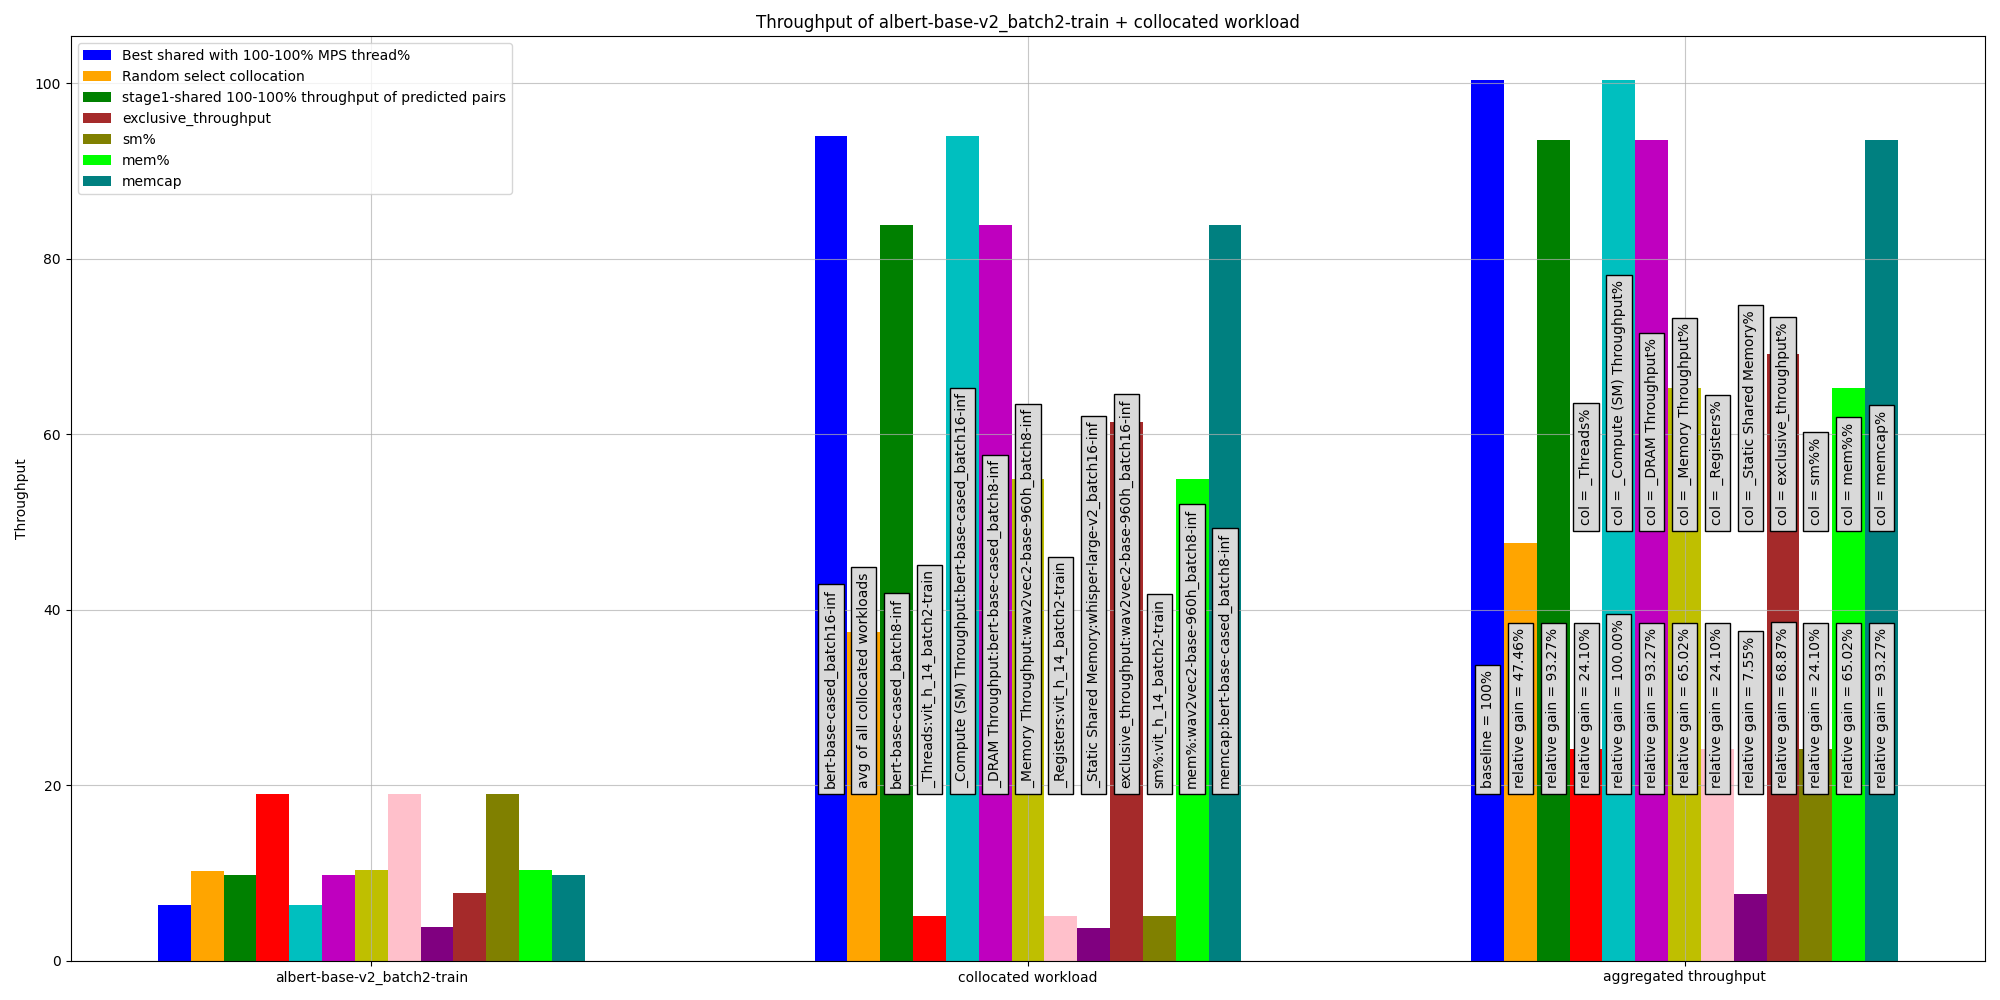 Throughput of albert-base-v2_batch2-train + collocated workload
Best shared with 100-100% MPS thread%
Random select collocation
stage1-shared 100-100% throughput of predicted pairs
exclusive_throughput
sm%
mem%
memcap
Throughput
100
80
60
40
20
0
bert-base-cased_batch16-inf
avg of all collocated workloads
bert-base-cased_batch8-inf
_Threads:vit_h_14_batch2-train
_Compute (SM) Throughput:bert-base-cased_batch16-inf
_DRAM Throughput:bert-base-cased_batch8-inf
_Memory Throughput:wav2vec2-base-960h_batch8-inf
_Registers:vit_h_14_batch2-train
_Static Shared Memory:whisper-large-v2_batch16-inf
exclusive_throughput:wav2vec2-base-960h_batch16-inf
sm%:vit_h_14_batch2-train
mem%:wav2vec2-base-960h_batch8-inf
memcap:bert-base-cased_batch8-inf
col = _Threads%
col = _Compute (SM) Throughput%
col = _DRAM Throughput%
col = _Memory Throughput%
col = _Registers%
col = _Static Shared Memory%
col = exclusive_throughput%
col = sm%%
col = mem%%
col = memcap%
baseline = 100%
relative gain = 47.46%
relative gain = 93.27%
relative gain = 24.10%
relative gain = 100.00%
relative gain = 93.27%
relative gain = 65.02%
relative gain = 24.10%
relative gain = 7.55%
relative gain = 68.87%
relative gain = 24.10%
relative gain = 65.02%
relative gain = 93.27%
albert-base-v2_batch2-train
collocated workload
aggregated throughput